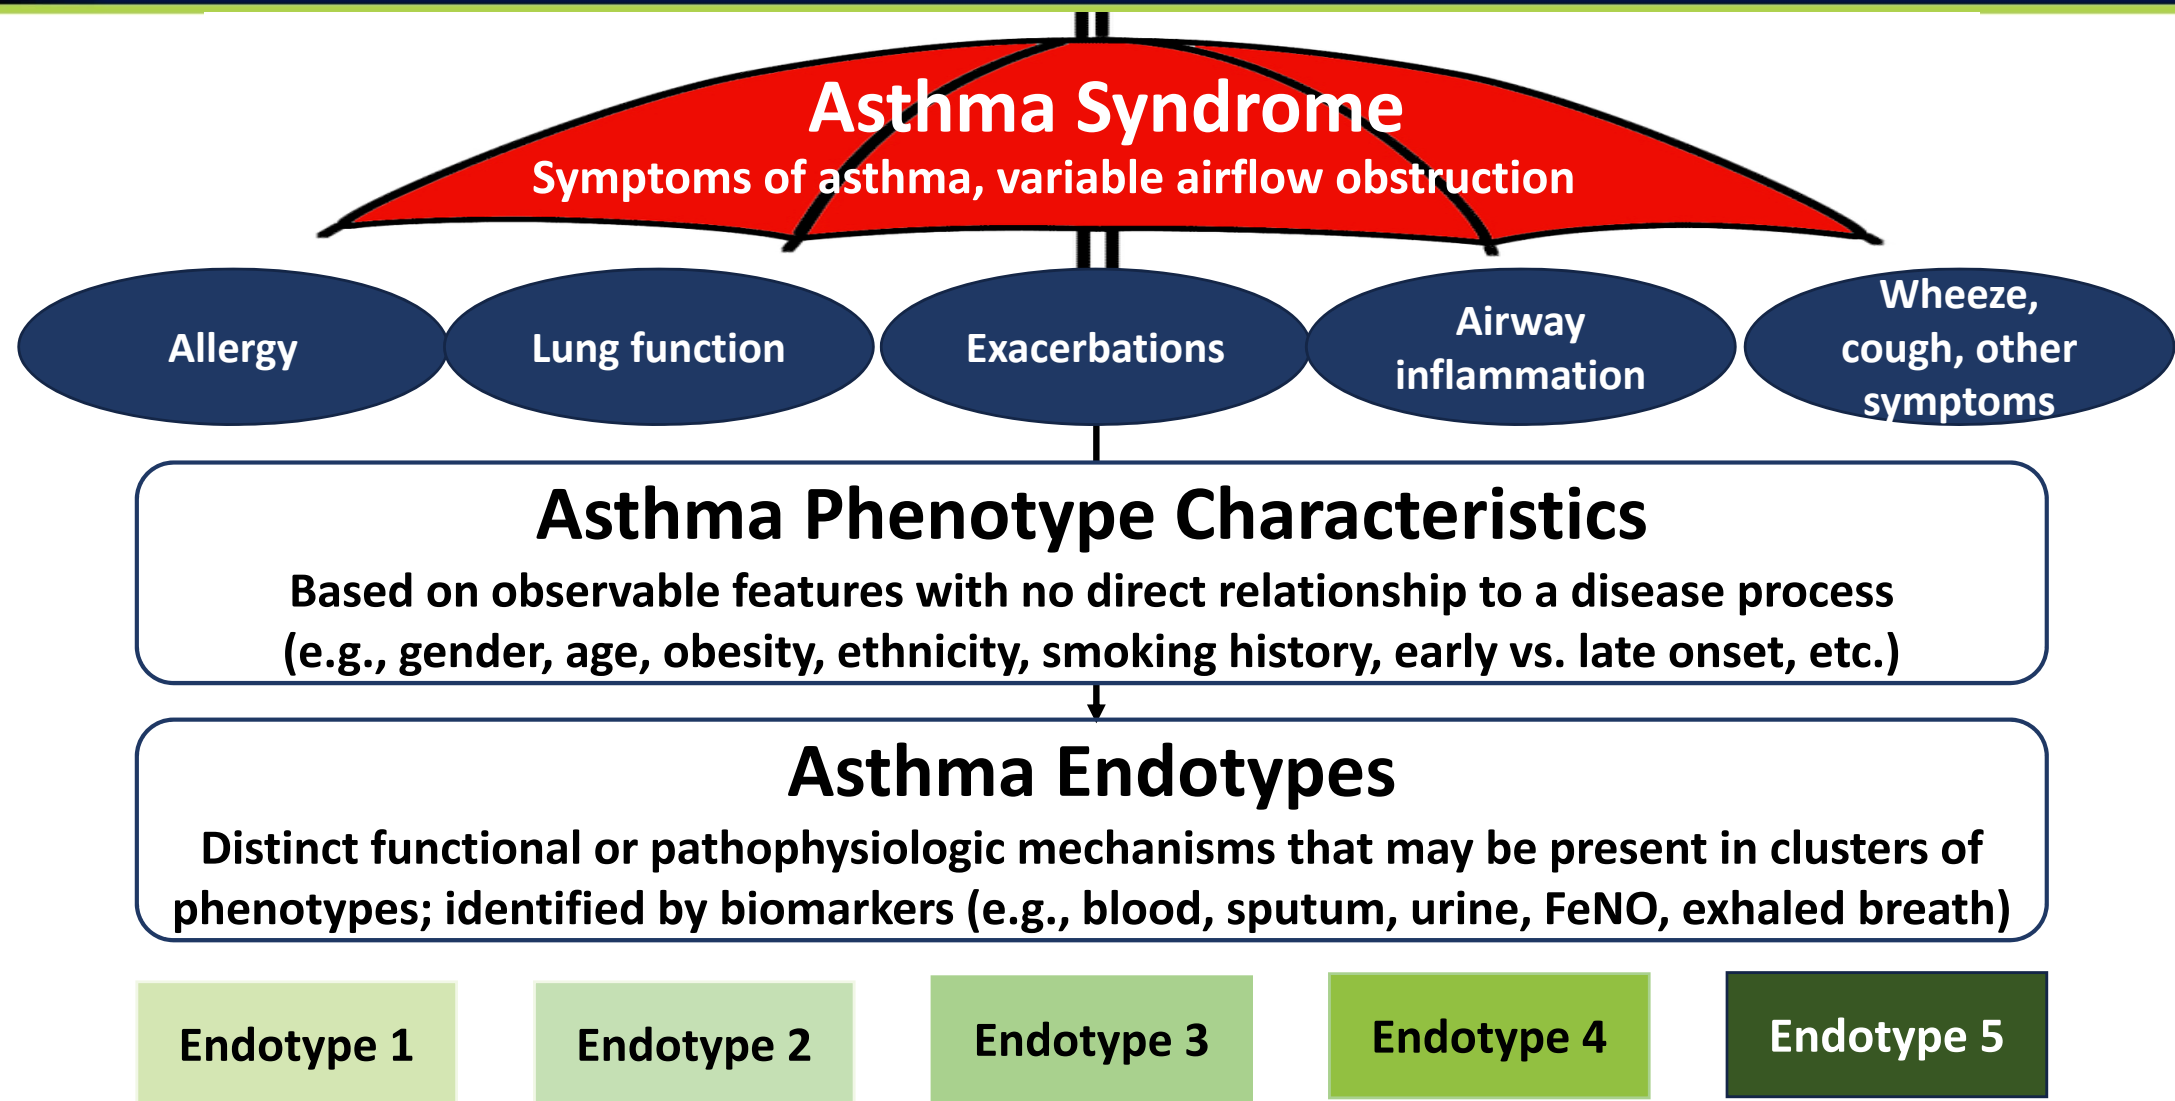 Asthma Syndrome
Symptoms of asthma, variable airflow obstruction
Allergy
Lung function
Exacerbations
Airway
inflammation
Wheeze,
cough, other
symptoms
Asthma Phenotype Characteristics
Based on observable features with no direct relationship to a disease process
(e.g., gender, age, obesity, ethnicity, smoking history, early vs. late onset, etc.)
Asthma Endotypes
Distinct functional or pathophysiologic mechanisms that may be present in clusters of
phenotypes; identified by biomarkers (e.g., blood, sputum, urine, FeNO, exhaled breath)
Endotype 1
Endotype 2
Endotype 3
Endotype 4
Endotype 5